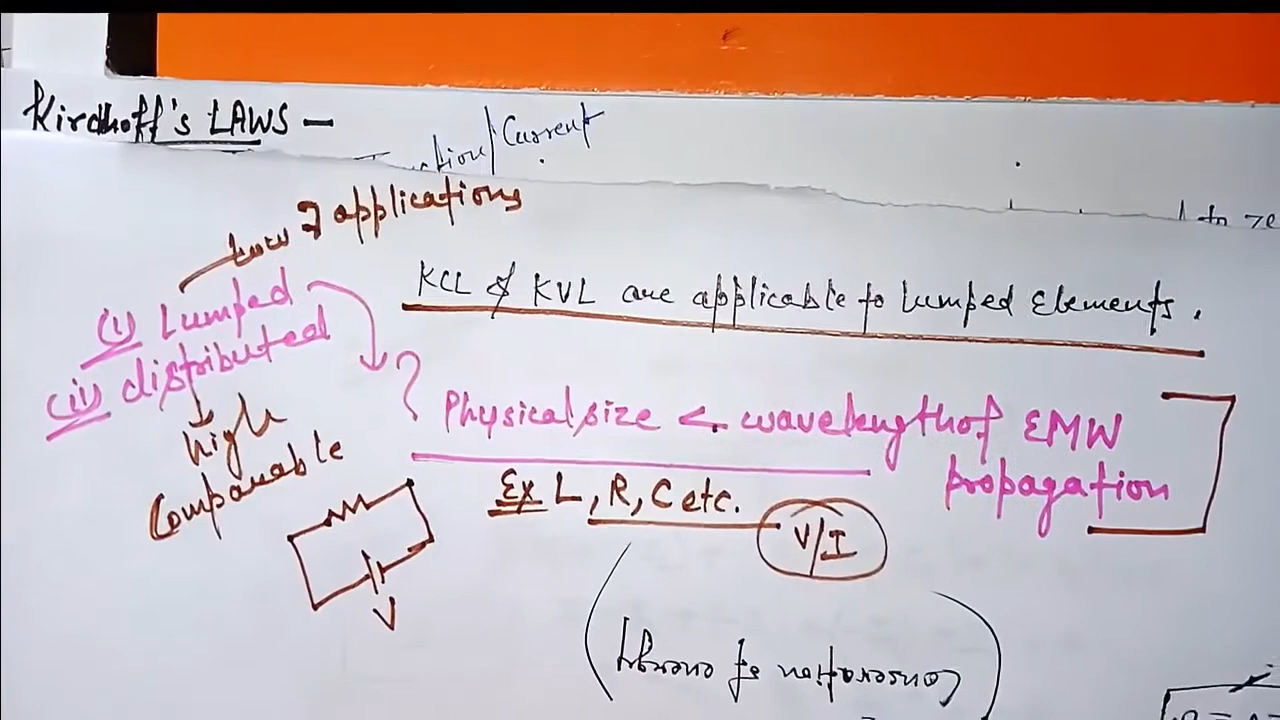 Kirchhoff's LAWS —
/Current
Low f applications
(i) Lumped
(ii) distributed
high
Comparable
V
KCL & KVL are applicable to lumped Elements.
? Physical size < wavelength of EMW
propagation
Ex L, R, C etc.
V/I
(Conservation of energy)